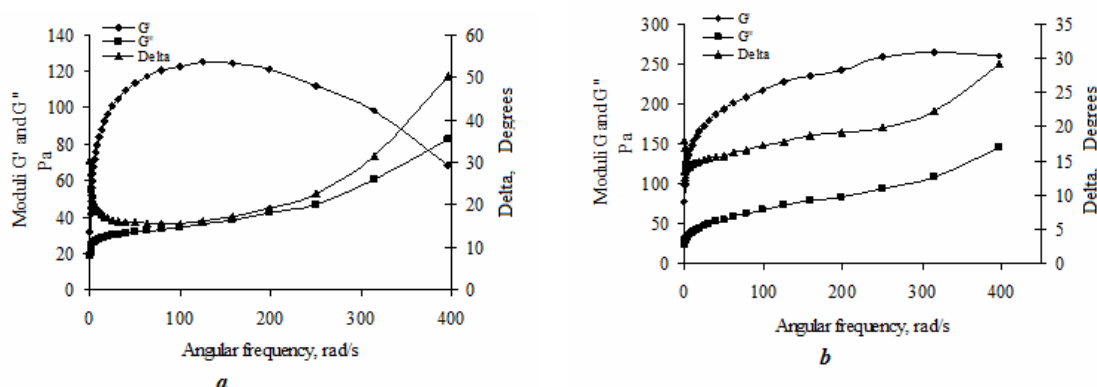 G'
G"
Delta
140
120
100
80
60
40
20
0
60
50
40
30
20
10
0
0
100
200
300
400
Moduli G' and G"
Pa
Delta, Degrees
Angular frequency, rad/s
a
G'
G"
Delta
300
250
200
150
100
50
0
35
30
25
20
15
10
5
0
0
100
200
300
400
Moduli G and G"
Pa
Delta, Degrees
Angular frequency, rad/s
b